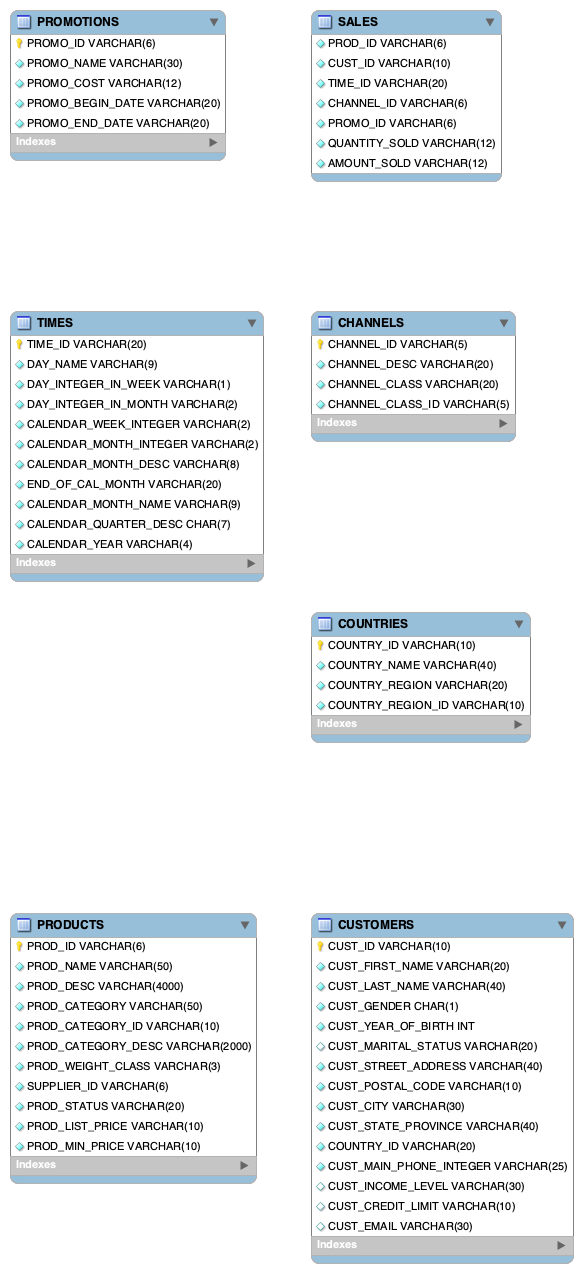 PROMOTIONS
PROMO_ID VARCHAR(6)
PROMO_NAME VARCHAR(30)
PROMO_COST VARCHAR(12)
PROMO_BEGIN_DATE VARCHAR(20)
PROMO_END_DATE VARCHAR(20)
Indexes
SALES
PROD_ID VARCHAR(6)
CUST_ID VARCHAR(10)
TIME_ID VARCHAR(20)
CHANNEL_ID VARCHAR(6)
PROMO_ID VARCHAR(6)
QUANTITY_SOLD VARCHAR(12)
AMOUNT_SOLD VARCHAR(12)
TIMES
TIME_ID VARCHAR(20)
DAY_NAME VARCHAR(9)
DAY_INTEGER_IN_WEEK VARCHAR(1)
DAY_INTEGER_IN_MONTH VARCHAR(2)
CALENDAR_WEEK_INTEGER VARCHAR(2)
CALENDAR_MONTH_INTEGER VARCHAR(2)
CALENDAR_MONTH_DESC VARCHAR(8)
END_OF_CAL_MONTH VARCHAR(20)
CALENDAR_MONTH_NAME VARCHAR(9)
CALENDAR_QUARTER_DESC CHAR(7)
CALENDAR_YEAR VARCHAR(4)
Indexes
CHANNELS
CHANNEL_ID VARCHAR(5)
CHANNEL_DESC VARCHAR(20)
CHANNEL_CLASS VARCHAR(20)
CHANNEL_CLASS_ID VARCHAR(5)
Indexes
COUNTRIES
COUNTRY_ID VARCHAR(10)
COUNTRY_NAME VARCHAR(40)
COUNTRY_REGION VARCHAR(20)
COUNTRY_REGION_ID VARCHAR(10)
Indexes
PRODUCTS
PROD_ID VARCHAR(6)
PROD_NAME VARCHAR(50)
PROD_DESC VARCHAR(4000)
PROD_CATEGORY VARCHAR(50)
PROD_CATEGORY_ID VARCHAR(10)
PROD_CATEGORY_DESC VARCHAR(2000)
PROD_WEIGHT_CLASS VARCHAR(3)
SUPPLIER_ID VARCHAR(6)
PROD_STATUS VARCHAR(20)
PROD_LIST_PRICE VARCHAR(10)
PROD_MIN_PRICE VARCHAR(10)
Indexes
CUSTOMERS
CUST_ID VARCHAR(10)
CUST_FIRST_NAME VARCHAR(20)
CUST_LAST_NAME VARCHAR(40)
CUST_GENDER CHAR(1)
CUST_YEAR_OF_BIRTH INT
CUST_MARITAL_STATUS VARCHAR(20)
CUST_STREET_ADDRESS VARCHAR(40)
CUST_POSTAL_CODE VARCHAR(10)
CUST_CITY VARCHAR(30)
CUST_STATE_PROVINCE VARCHAR(40)
COUNTRY_ID VARCHAR(20)
CUST_MAIN_PHONE_INTEGER VARCHAR(25)
CUST_INCOME_LEVEL VARCHAR(30)
CUST_CREDIT_LIMIT VARCHAR(10)
CUST_EMAIL VARCHAR(30)
Indexes